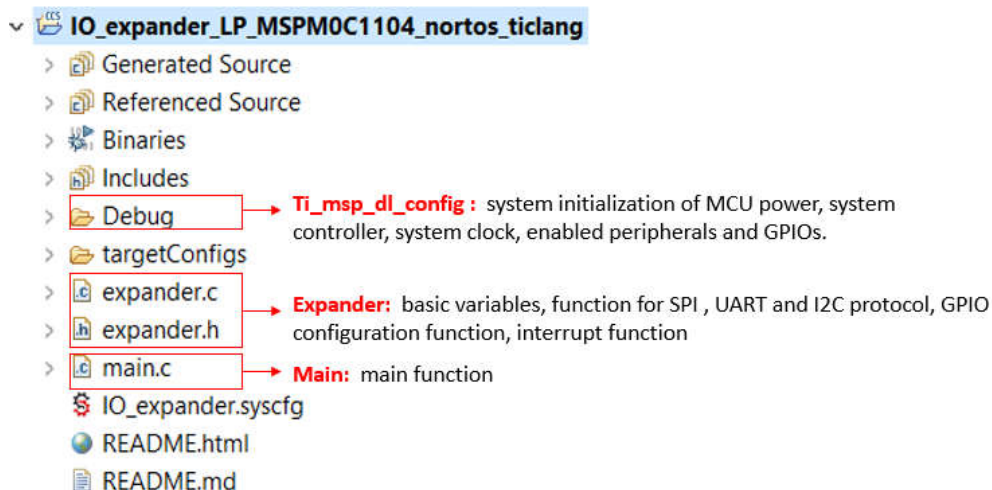 IO_expander_LP_MSPM0C1104_nortos_ticlang
Generated Source
Referenced Source
Binaries
Includes
Debug
Ti_msp_dl_config : system initialization of MCU power, system
controller, system clock, enabled peripherals and GPIOs.
targetConfigs
expander.c
expander.h
Expander: basic variables, function for SPI , UART and I2C protocol, GPIO
configuration function, interrupt function
main.c
Main: main function
IO_expander.syscfg
README.html
README.md